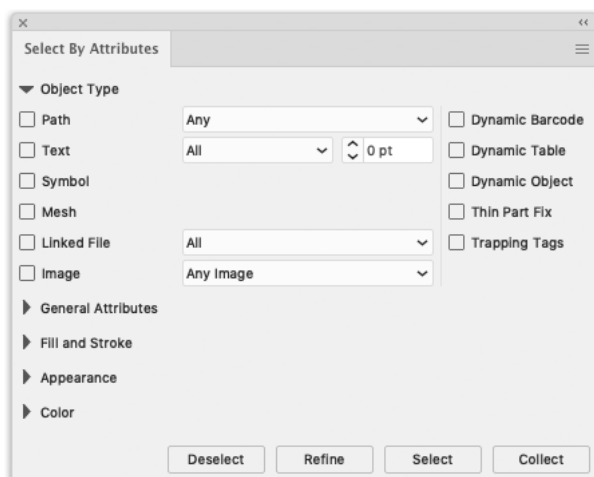 Select By Attributes
Object Type
Path Any Dynamic Barcode
Text All 0 pt Dynamic Table
Symbol Dynamic Object
Mesh Thin Part Fix
Linked File All Trapping Tags
Image Any Image
General Attributes
Fill and Stroke
Appearance
Color
Deselect Refine Select Collect